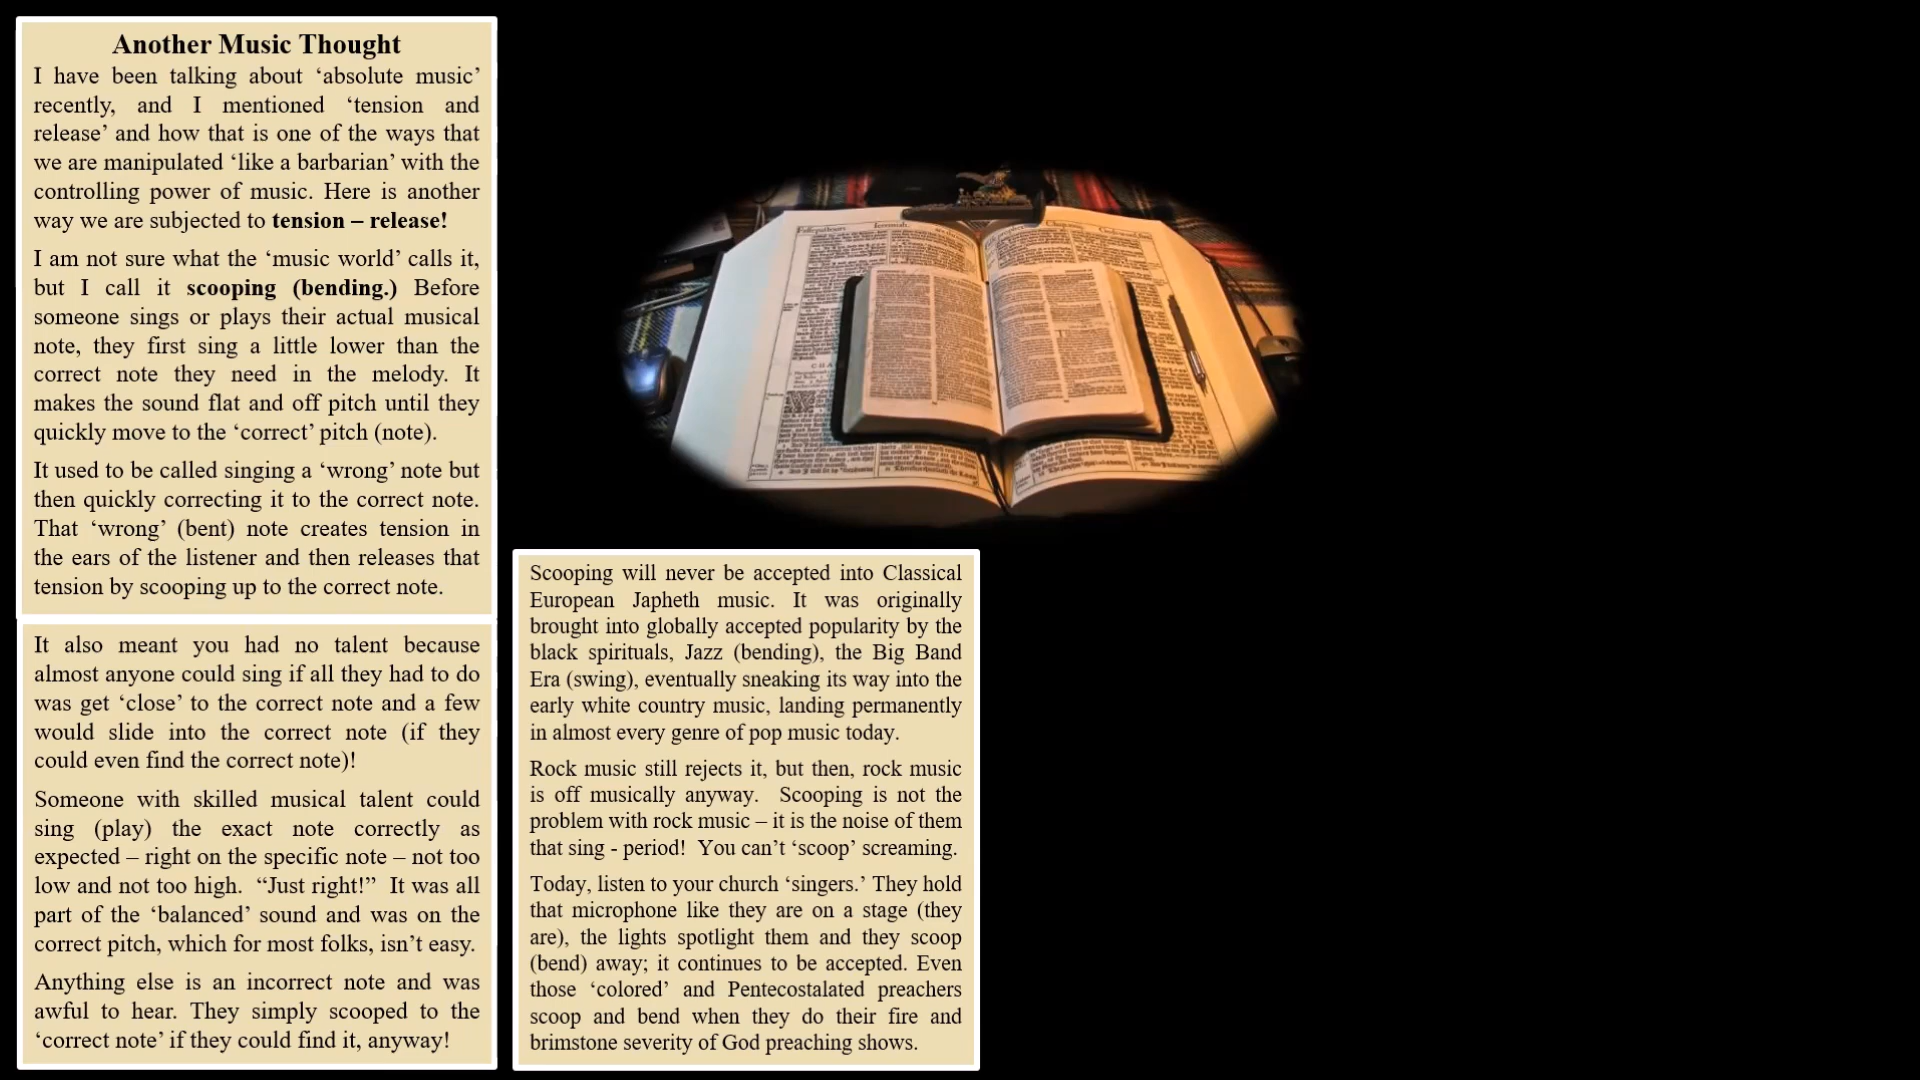 Another Music Thought
I have been talking about ‘absolute music’
recently, and I mentioned ‘tension and
release’ and how that is one of the ways that
we are manipulated ‘like a barbarian’ with the
controlling power of music. Here is another
way we are subjected to tension – release!
I am not sure what the ‘music world’ calls it,
but I call it scooping (bending.) Before
someone sings or plays their actual musical
note, they first sing a little lower than the
correct note they need in the melody. It
makes the sound flat and off pitch until they
quickly move to the ‘correct’ pitch (note).
It used to be called singing a ‘wrong’ note but
then quickly correcting it to the correct note.
That ‘wrong’ (bent) note creates tension in
the ears of the listener and then releases that
tension by scooping up to the correct note.
It also meant you had no talent because
almost anyone could sing if all they had to do
was get ‘close’ to the correct note and a few
would slide into the correct note (if they
could even find the correct note)!
Someone with skilled musical talent could
sing (play) the exact note correctly as
expected – right on the specific note – not too
low and not too high.  “Just right!”  It was all
part of the ‘balanced’ sound and was on the
correct pitch, which for most folks, isn’t easy.
Anything else is an incorrect note and was
awful to hear. They simply scooped to the
‘correct note’ if they could find it, anyway!
Scooping will never be accepted into Classical
European Japheth music. It was originally
brought into globally accepted popularity by the
black spirituals, Jazz (bending), the Big Band
Era (swing), eventually sneaking its way into the
early white country music, landing permanently
in almost every genre of pop music today.
Rock music still rejects it, but then, rock music
is off musically anyway.  Scooping is not the
problem with rock music – it is the noise of them
that sing - period!  You can’t ‘scoop’ screaming.
Today, listen to your church ‘singers.’ They hold
that microphone like they are on a stage (they
are), the lights spotlight them and they scoop
(bend) away; it continues to be accepted. Even
those ‘colored’ and Pentecostalated preachers
scoop and bend when they do their fire and
brimstone severity of God preaching shows.